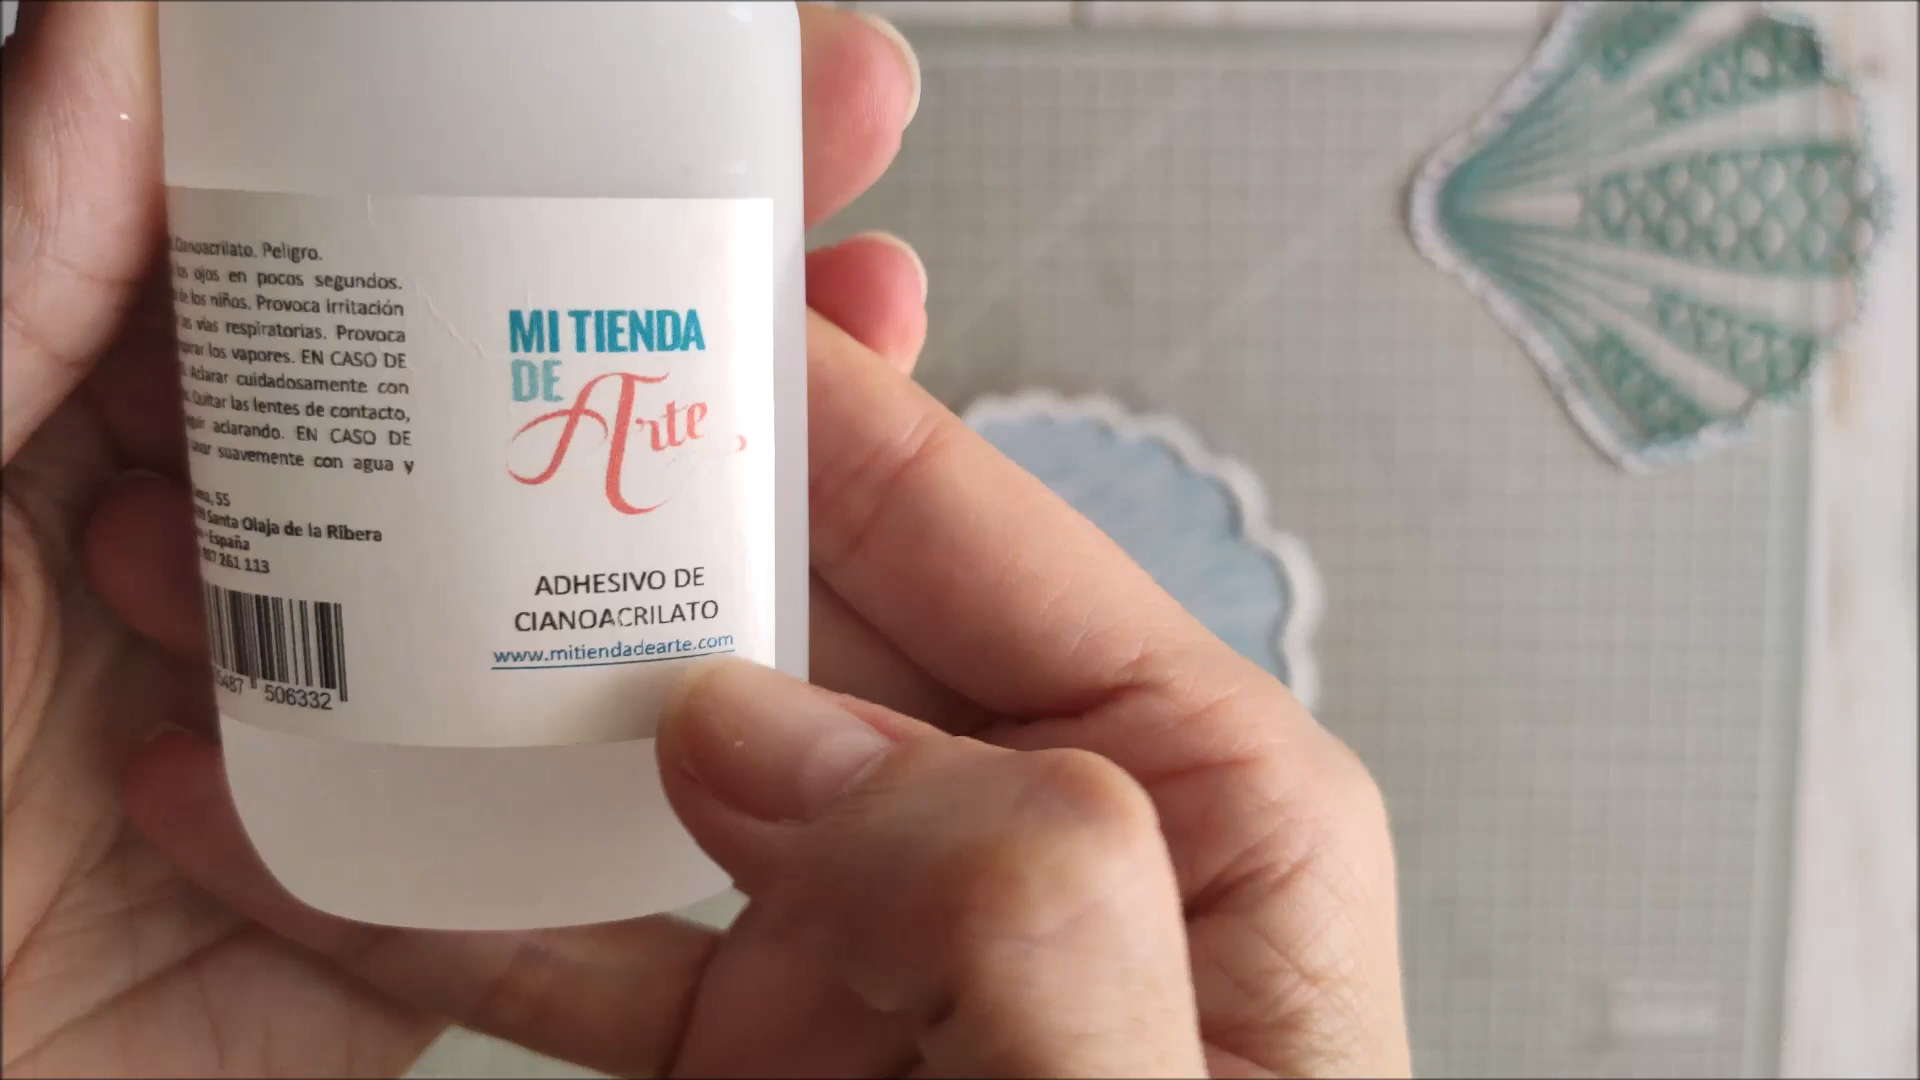 Cianoacrilato. Peligro.
los ojos en pocos segundos.
de los niños. Provoca irritación
las vías respiratorias. Provoca
los vapores. EN CASO DE
Aclarar cuidadosamente con
Quitar las lentes de contacto,
aclarando. EN CASO DE
suavemente con agua y
55
Santa Olaja de la Ribera
España
261 113
506332
MI TIENDA
DE
Arte
ADHESIVO DE
CIANOACRILATO
www.mitiendadearte.com